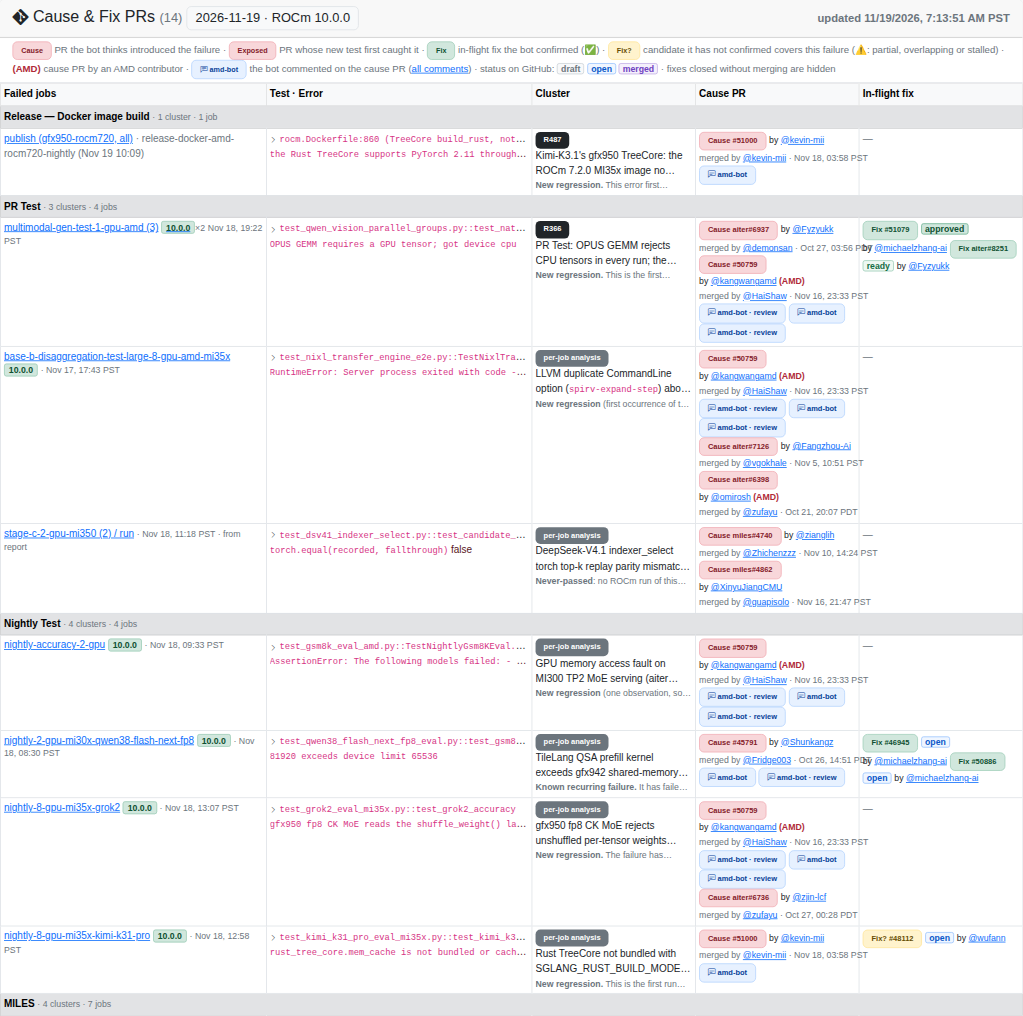 Cause & Fix PRs (14) 2026-11-19 · ROCm 10.0.0 updated 11/19/2026, 7:13:51 AM PST
Cause PR the bot thinks introduced the failure · Exposed PR whose new test first caught it · Fix in-flight fix the bot confirmed (✅) · Fix? candidate it has not confirmed covers this failure (⚠: partial, overlapping or stalled) ·
(AMD) cause PR by an AMD contributor · amd-bot the bot commented on the cause PR (all comments) · status on GitHub: draft open merged · fixes closed without merging are hidden
Failed jobs Test · Error Cluster Cause PR In-flight fix
Release — Docker image build · 1 cluster · 1 job
publish (gfx950-rocm720, all) · release-docker-amd-
rocm720-nightly (Nov 19 10:09)
rocm.Dockerfile:860 (TreeCore build_rust, not...
the Rust TreeCore supports PyTorch 2.11 through...
R487
Kimi-K3.1's gfx950 TreeCore: the
ROCm 7.2.0 MI35x image no...
New regression. This error first...
Cause #51000 by @kevin-mii
merged by @kevin-mii · Nov 18, 03:58 PST
amd-bot
—
PR Test · 3 clusters · 4 jobs
multimodal-gen-test-1-gpu-amd (3) 10.0.0 ×2 Nov 18, 19:22
PST
test_qwen_vision_parallel_groups.py::test_nat...
OPUS GEMM requires a GPU tensor; got device cpu
R366
PR Test: OPUS GEMM rejects
CPU tensors in every run; the...
New regression. This is the first...
Cause aiter#6937 by @Fyzyukk
merged by @demonsan · Oct 27, 03:56 PDT
Cause #50759
by @kangwangamd (AMD)
merged by @HaiShaw · Nov 16, 23:33 PST
amd-bot · review amd-bot
amd-bot · review
Fix #51079 approved
by @michaelzhang-ai Fix aiter#8251
ready by @Fyzyukk
base-b-disaggregation-test-large-8-gpu-amd-mi35x
10.0.0 · Nov 17, 17:43 PST
test_nixl_transfer_engine_e2e.py::TestNixlTra...
RuntimeError: Server process exited with code -...
per-job analysis
LLVM duplicate CommandLine
option (spirv-expand-step) abo...
New regression (first occurrence of t...
Cause #50759
by @kangwangamd (AMD)
merged by @HaiShaw · Nov 16, 23:33 PST
amd-bot · review amd-bot
amd-bot · review
Cause aiter#7126 by @Fangzhou-Ai
merged by @vgokhale · Nov 5, 10:51 PST
Cause aiter#6398
by @omirosh (AMD)
merged by @zufayu · Oct 21, 20:07 PDT
—
stage-c-2-gpu-mi350 (2) / run · Nov 18, 11:18 PST · from
report
test_dsv41_indexer_select.py::test_candidate_...
torch.equal(recorded, fallthrough) false
per-job analysis
DeepSeek-V4.1 indexer_select
torch top-k replay mismatc...
Never-passed: no ROCm run of this...
Cause miles#4740 by @zianglih
merged by @Zhichenzzz · Nov 10, 14:24 PST
Cause miles#4862
by @XinyuJiangCMU
merged by @guapisolo · Nov 16, 21:47 PST
—
Nightly Test · 4 clusters · 4 jobs
nightly-accuracy-2-gpu 10.0.0 · Nov 18, 09:33 PST
test_gsm8k_eval_amd.py::TestNightlyGsm8KEval....
AssertionError: The following models failed: - ...
per-job analysis
GPU memory access fault on
MI300 TP2 MoE serving (aiter...
New regression (one observation, so...
Cause #50759
by @kangwangamd (AMD)
merged by @HaiShaw · Nov 16, 23:33 PST
amd-bot · review amd-bot
amd-bot · review
—
nightly-2-gpu-mi30x-qwen38-flash-next-fp8 10.0.0 · Nov
18, 08:30 PST
test_qwen38_flash_next_fp8_eval.py::test_gsm8...
81920 exceeds device limit 65536
per-job analysis
TileLang QSA prefill kernel
exceeds gfx942 shared-memory...
Known recurring failure. It has faile...
Cause #45791 by @Shunkangz
merged by @Fridge003 · Oct 26, 14:51 PDT
amd-bot amd-bot · review
Fix #46945 open
by @michaelzhang-ai Fix #50886
open by @michaelzhang-ai
nightly-8-gpu-mi35x-grok2 10.0.0 · Nov 18, 13:07 PST
test_grok2_eval_mi35x.py::test_grok2_accuracy
gfx950 fp8 CK MoE reads the shuffle_weight() la...
per-job analysis
gfx950 fp8 CK MoE rejects
unshuffled per-tensor weights...
New regression. The failure has...
Cause #50759
by @kangwangamd (AMD)
merged by @HaiShaw · Nov 16, 23:33 PST
amd-bot · review amd-bot
amd-bot · review
Cause aiter#6736 by @zjin-lcf
merged by @zufayu · Oct 27, 00:28 PDT
—
nightly-8-gpu-mi35x-kimi-k31-pro 10.0.0 · Nov 18, 12:58
PST
test_kimi_k31_pro_eval_mi35x.py::test_kimi_k3...
rust_tree_core.mem_cache is not bundled or cach...
per-job analysis
Rust TreeCore not bundled with
SGLANG_RUST_BUILD_MODE...
New regression. This is the first run...
Cause #51000 by @kevin-mii
merged by @kevin-mii · Nov 18, 03:58 PST
amd-bot
Fix? #48112 open by @wufann
MILES · 4 clusters · 7 jobs